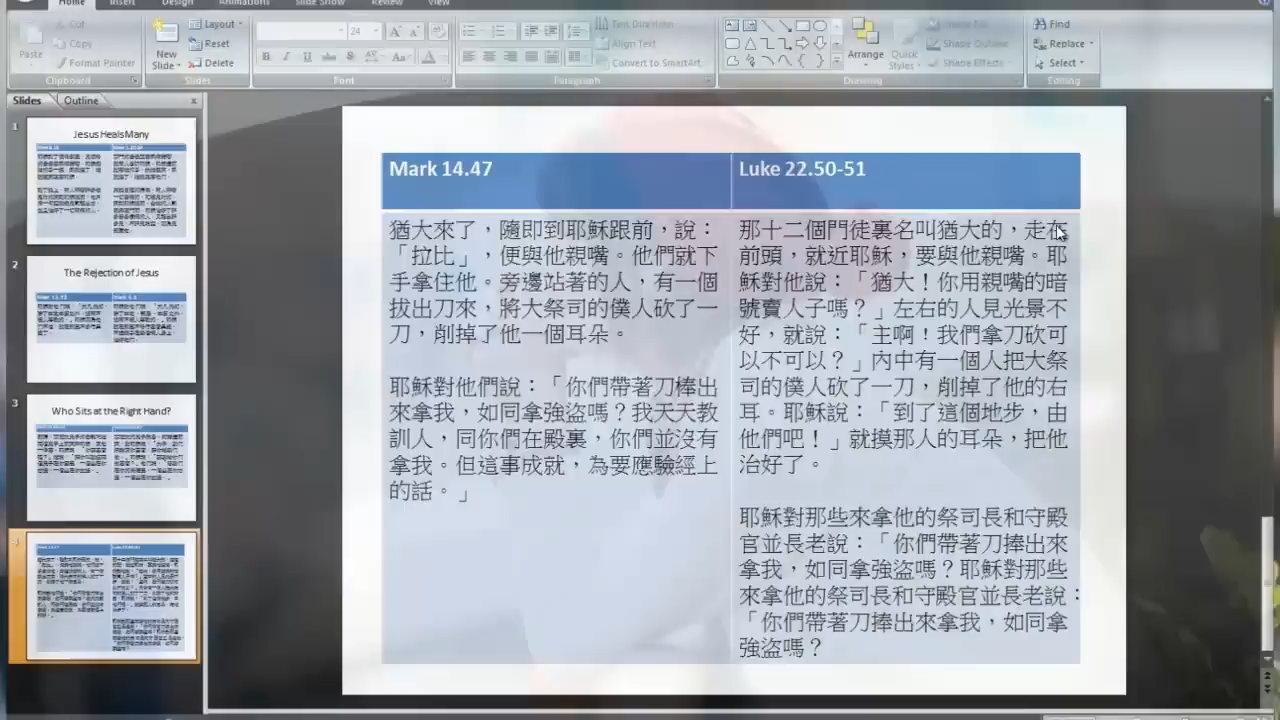 Home
Insert
Design
Animations
Slide Show
Review
View
Cut
Copy
Paste
Format Painter
Clipboard
New
Slide
Layout
Reset
Delete
Slides
24
Font
Text Direction
Align Text
Convert to SmartArt
Paragraph
Arrange
Quick
Styles
Shape Outline
Shape Effects
Drawing
Find
Replace
Select
Editing
Slides
Outline
x
1
Jesus Heals Many
2
The Rejection of Jesus
3
Who Sits at the Right Hand?
4
Mark 14.47
猶大來了，隨即到耶穌跟前，說：
「拉比」，便與他親嘴。他們就下
手拿住他。旁邊站著的人，有一個
拔出刀來，將大祭司的僕人砍了一
刀，削掉了他一個耳朵。
耶穌對他們說：「你們帶著刀棒出
來拿我，如同拿強盜嗎？我天天教
訓人，同你們在殿裏，你們並沒有
拿我。但這事成就，為要應驗經上
的話。」
Luke 22.50-51
那十二個門徒裏名叫猶大的，走在
前頭，就近耶穌，要與他親嘴。耶
穌對他說：「猶大！你用親嘴的暗
號賣人子嗎？」左右的人見光景不
好，就說：「主啊！我們拿刀砍可
以不可以？」內中有一個人把大祭
司的僕人砍了一刀，削掉了他的右
耳。耶穌說：「到了這個地步，由
他們吧！」就摸那人的耳朵，把他
治好了。
耶穌對那些來拿他的祭司長和守殿
官並長老說：「你們帶著刀捧出來
拿我，如同拿強盜嗎？耶穌對那些
來拿他的祭司長和守殿官並長老說：
「你們帶著刀捧出來拿我，如同拿
強盜嗎？